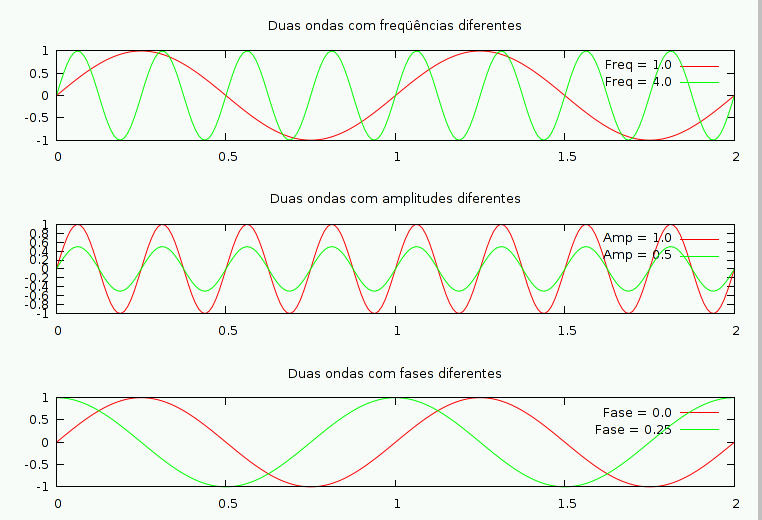 Duas ondas com freqüências diferentes
1
0.5
0
-0.5
-1
Freq = 1.0
Freq = 4.0
0 0.5 1 1.5 2
Duas ondas com amplitudes diferentes
1
0.8
0.6
0.4
0.2
0
-0.2
-0.4
-0.6
-0.8
-1
Amp = 1.0
Amp = 0.5
0 0.5 1 1.5 2
Duas ondas com fases diferentes
1
0.5
0
-0.5
-1
Fase = 0.0
Fase = 0.25
0 0.5 1 1.5 2